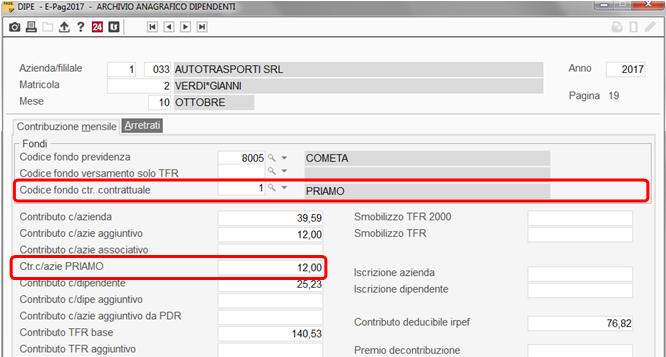 DIPE - E-Pag2017 - ARCHIVIO ANAGRAFICO DIPENDENTI
24 tr
Azienda/fililale 1 033 AUTOTRASPORTI SRL Anno 2017
Matricola 2 VERDI*GIANNI
Mese 10 OTTOBRE Pagina 19
Contribuzione mensile Arretrati
Fondi
Codice fondo previdenza 8005 COMETA
Codice fondo versamento solo TFR
Codice fondo ctr. contrattuale 1 PRIAMO
Contributo c/azienda 39,59 Smobilizzo TFR 2000
Contributo c/azie aggiuntivo 12,00 Smobilizzo TFR
Contributo c/azie associativo
Ctr.c/azie PRIAMO 12,00 Iscrizione azienda
Contributo c/dipendente 25,23 Iscrizione dipendente
Contributo c/dipe aggiuntivo
Contributo c/azie aggiuntivo da PDR Contributo deducibile irpef 76,82
Contributo TFR base 140,53
Contributo TFR aggiuntivo Premio decontribuzione